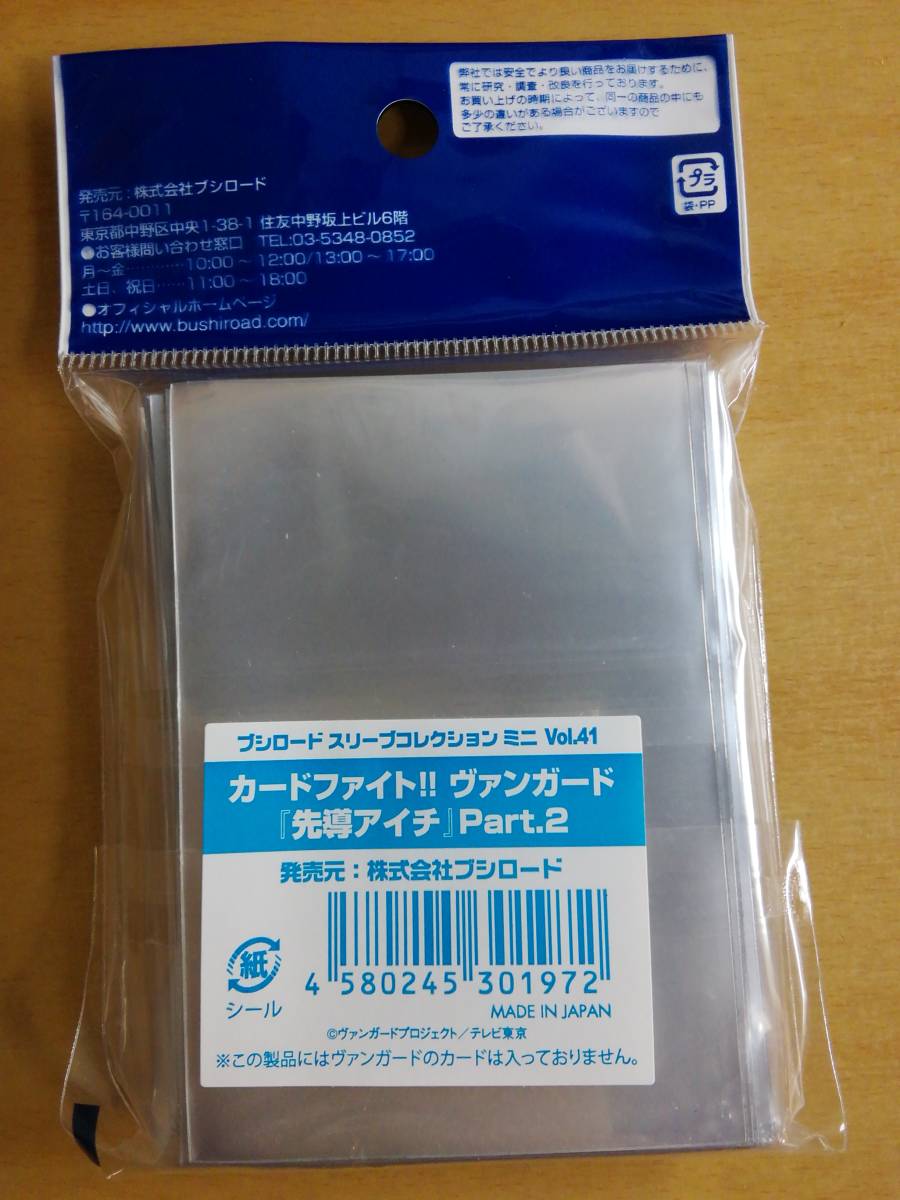 弊社では安全でより良い商品をお届けするために、
常に研究・調査・改良を行っております。
お買い上げの時期によって、同一の商品の中にも
多少の違いがある場合がございますので
ご了承ください。
プラ
袋・PP
発売元：株式会社ブシロード
〒164-0011
東京都中野区中央1-38-1 住友中野坂上ビル6階
●お客様問い合わせ窓口 TEL:03-5348-0852
月～金…………10:00～12:00/13:00～17:00
土日、祝日……11:00～18:00
●オフィシャルホームページ
http://www.bushiroad.com/
ブシロード スリーブコレクション ミニ Vol.41
カードファイト!! ヴァンガード
『先導アイチ』Part.2
発売元：株式会社ブシロード
紙
シール
4 580245 301972
MADE IN JAPAN
©ヴァンガードプロジェクト／テレビ東京
※この製品にはヴァンガードのカードは入っておりません。